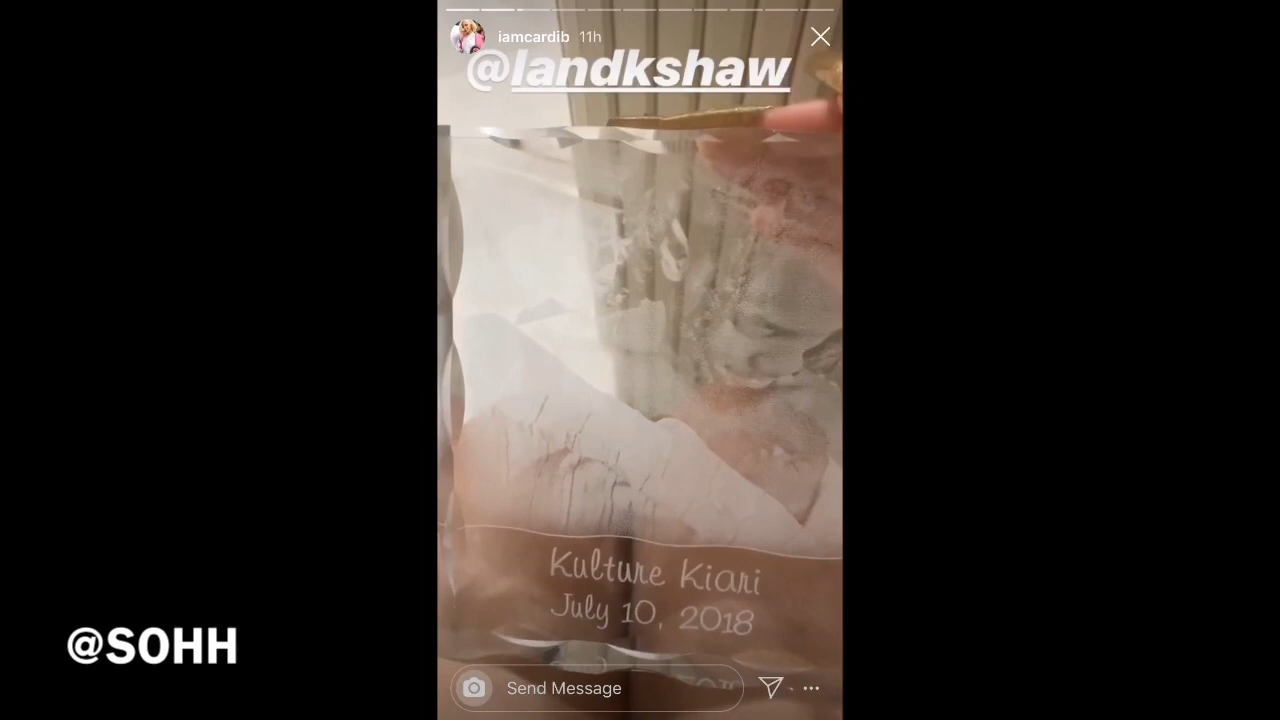 iamcardib 11h
@landkshaw
Kulture Kiari
July 10, 2018
@SOHH
Send Message